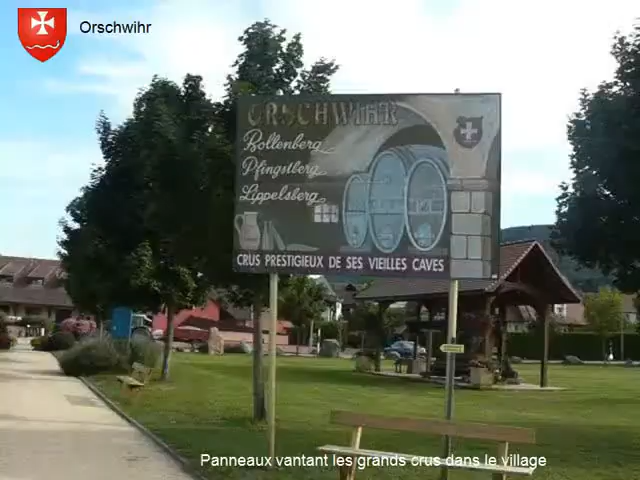 Orschwihr
ORSCHWIHR
Bollenberg
Pfingstberg
Lippelsberg
CRUS PRESTIGIEUX DE SES VIEILLES CAVES
Panneaux vantant les grands crus dans le village